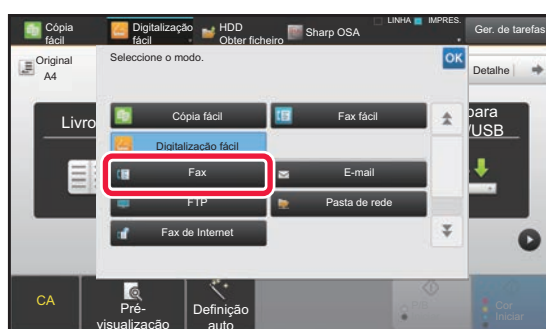 Cópia
fácil
Digitalização
fácil
HDD
Obter ficheiro
Sharp OSA
LINHA
IMPRES.
Ger. de tarefas
Original
A4
Seleccione o modo.
OK
Detalhe
Livro
para
/USB
Cópia fácil
Fax fácil
Digitalização fácil
Fax
E-mail
FTP
Pasta de rede
Fax de Internet
CA
Pré-
visualização
Definição
auto
Cor
Iniciar